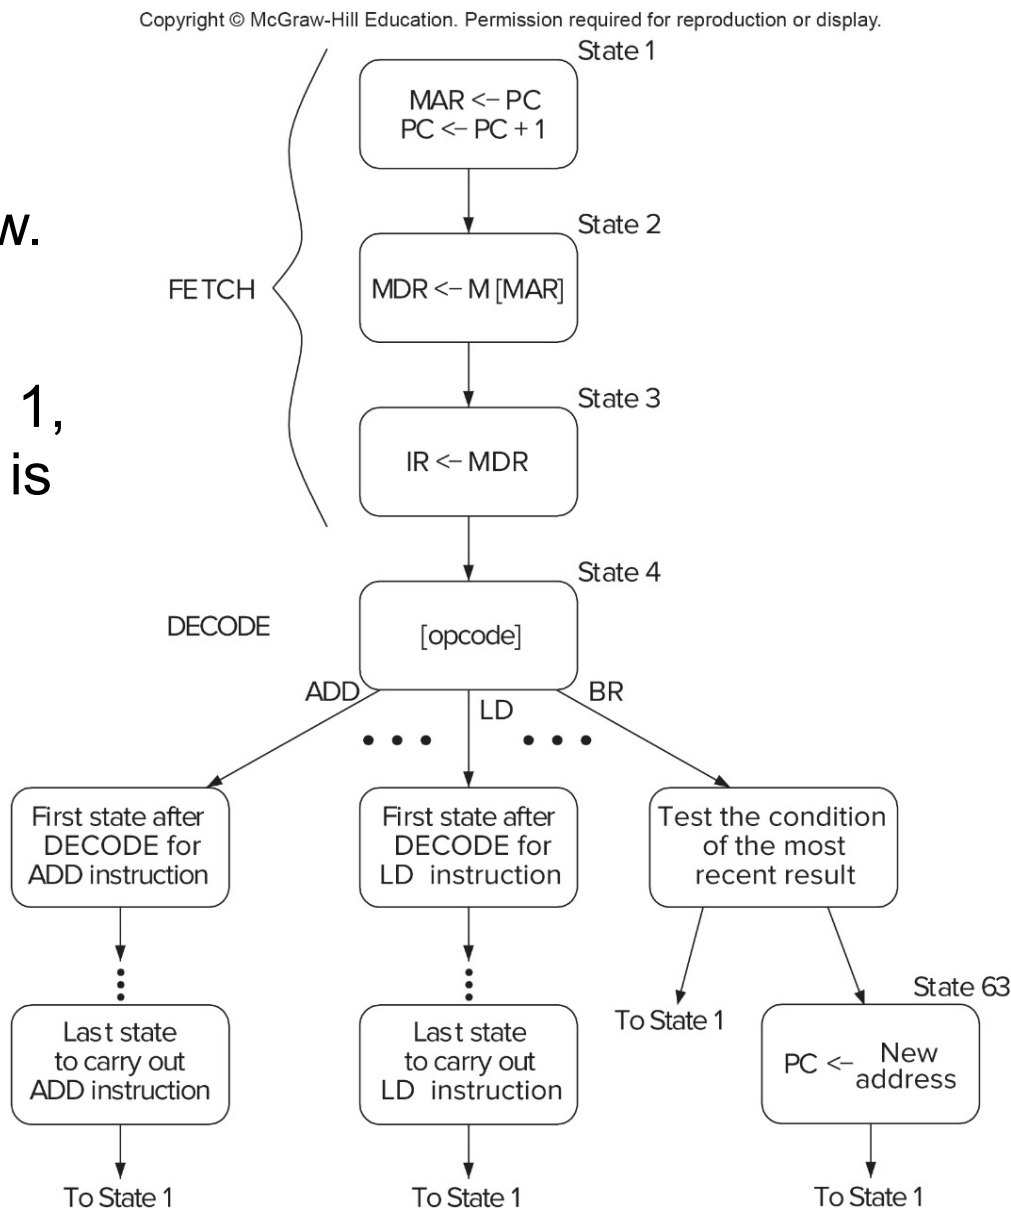 Copyright © McGraw-Hill Education. Permission required for reproduction or display.
State 1
MAR <– PC
PC <– PC + 1
State 2
w.
FETCH
MDR <– M [MAR]
1,
is
State 3
IR <– MDR
State 4
DECODE
[opcode]
ADD
LD
BR
First state after
DECODE for
ADD instruction
First state after
DECODE for
LD instruction
Test the condition
of the most
recent result
To State 1
State 63
Last state
to carry out
ADD instruction
Last state
to carry out
LD instruction
PC <– New
address
To State 1
To State 1
To State 1